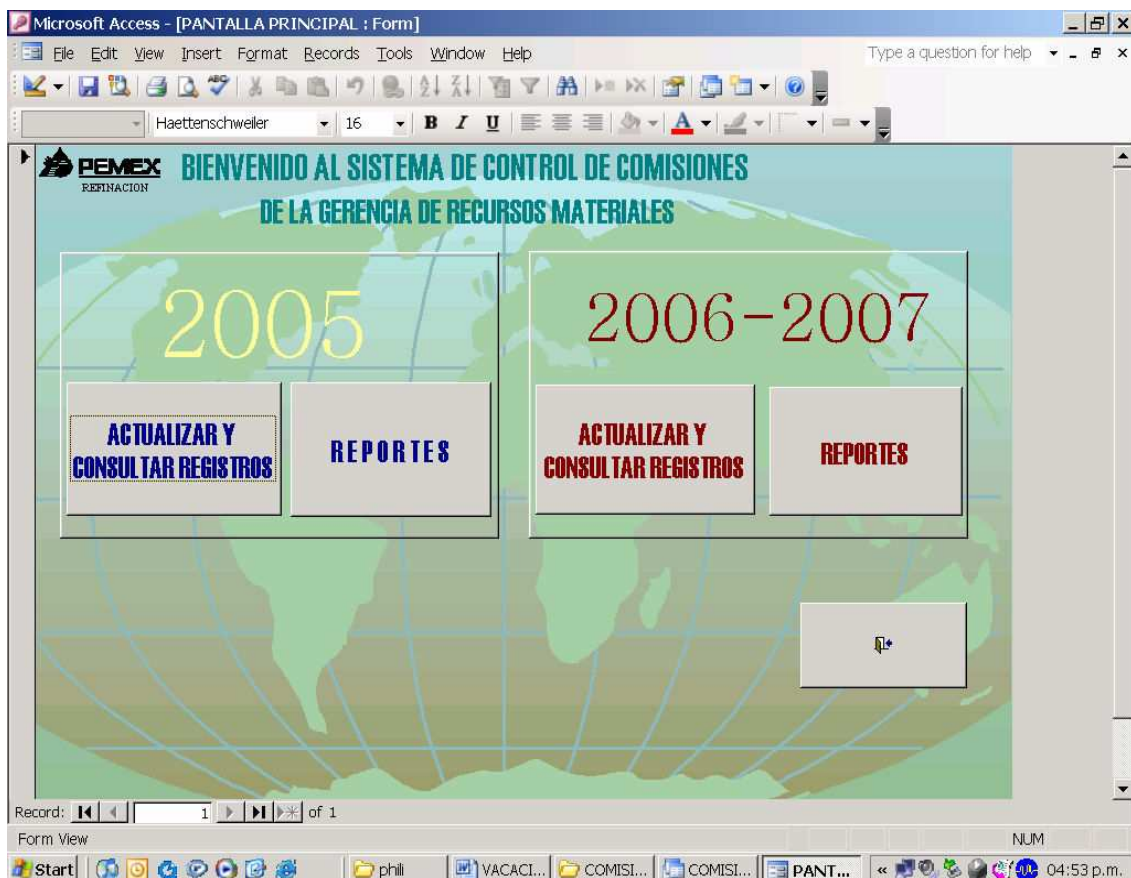 Microsoft Access - [PANTALLA PRINCIPAL : Form]
File Edit View Insert Format Records Tools Window Help
Type a question for help
Haettenschweiler 16 B I U A
PEMEX
REFINACION
BIENVENIDO AL SISTEMA DE CONTROL DE COMISIONES
DE LA GERENCIA DE RECURSOS MATERIALES
2005
ACTUALIZAR Y
CONSULTAR REGISTROS
REPORTES
2006-2007
ACTUALIZAR Y
CONSULTAR REGISTROS
REPORTES
Record: 1 of 1
Form View NUM
Start phili VACACI... COMISI... COMISI... PANT... « 04:53 p.m.